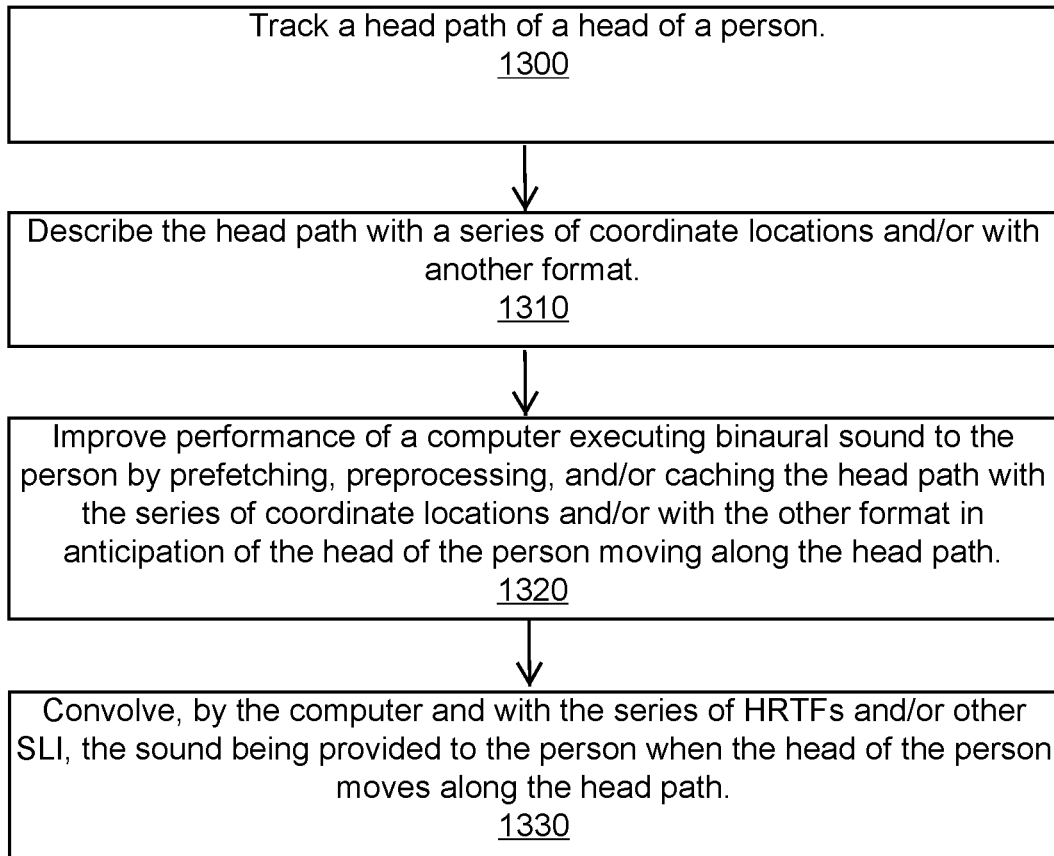 Track a head path of a head of a person.
1300
Describe the head path with a series of coordinate locations and/or with
another format.
1310
Improve performance of a computer executing binaural sound to the
person by prefetching, preprocessing, and/or caching the head path with
the series of coordinate locations and/or with the other format in
anticipation of the head of the person moving along the head path.
1320
Convolve, by the computer and with the series of HRTFs and/or other
SLI, the sound being provided to the person when the head of the person
moves along the head path.
1330